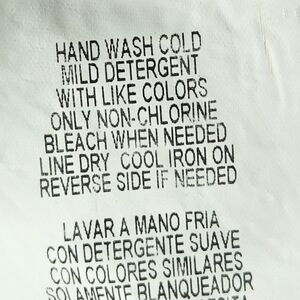 HAND WASH COLD
MILD DETERGENT
WITH LIKE COLORS
ONLY NON-CHLORINE
BLEACH WHEN NEEDED
LINE DRY COOL IRON ON
REVERSE SIDE IF NEEDED
LAVAR A MANO FRIA
CON DETERGENTE SUAVE
CON COLORES SIMILARES
SOLAMENTE BLANQUEADOR